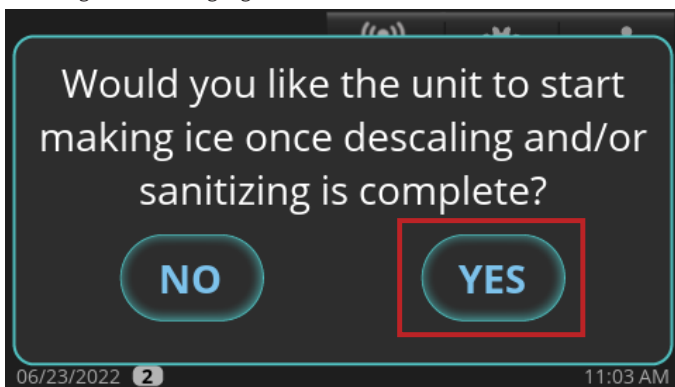 Would you like the unit to start
making ice once descaling and/or
sanitizing is complete?
NO
YES
06/23/2022 2
11:03 AM